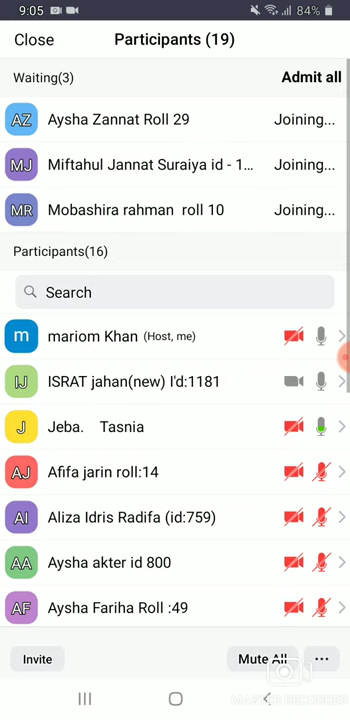 9:05 84%
Close Participants (19)
Waiting(3) Admit all
AZ Aysha Zannat Roll 29 Joining...
MJ Miftahul Jannat Suraiya id - 1... Joining...
MR Mobashira rahman roll 10 Joining...
Participants(16)
Search
m mariom Khan (Host, me)
IJ ISRAT jahan(new) I'd:1181
J Jeba. Tasnia
AJ Afifa jarin roll:14
AI Aliza Idris Radifa (id:759)
AA Aysha akter id 800
AF Aysha Fariha Roll :49
Invite Mute All ...